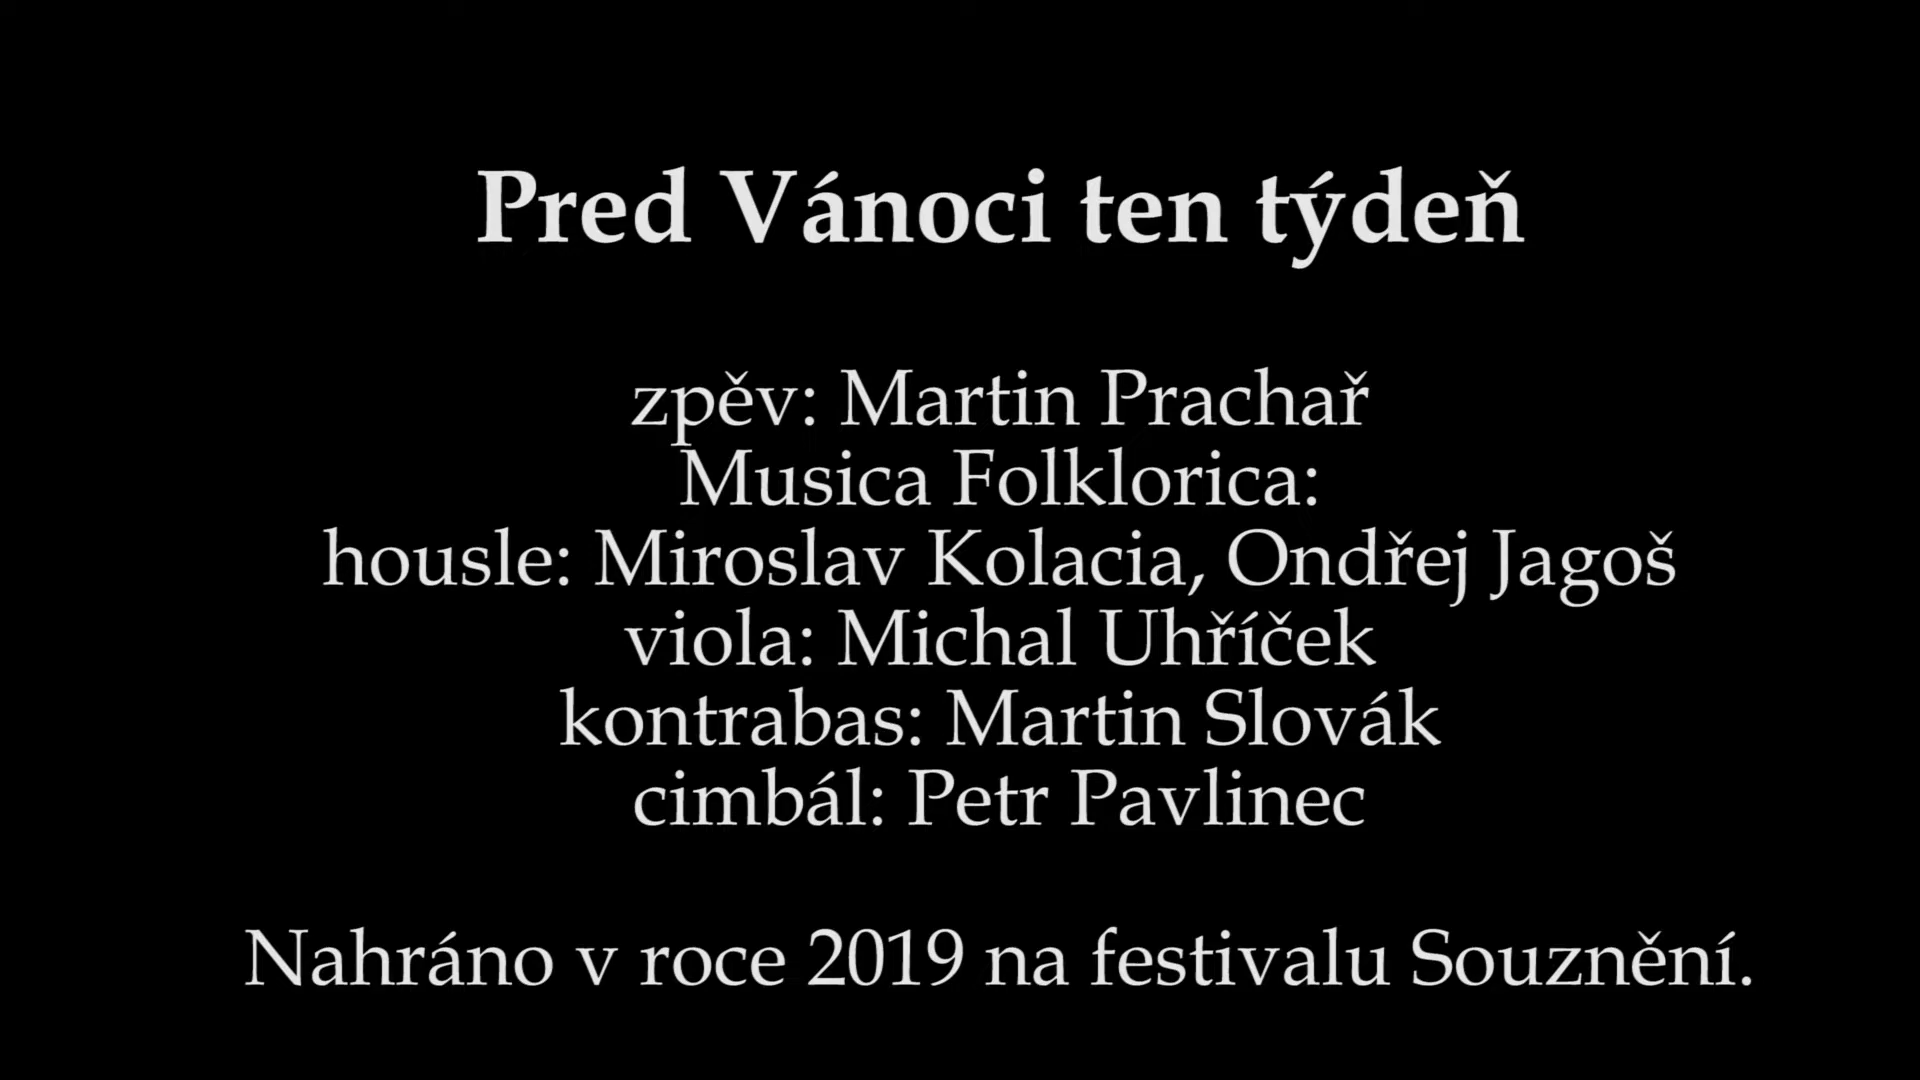 Pred Vánoci ten týdeň
zpěv: Martin Prachař
Musica Folklorica:
housle: Miroslav Kolacia, Ondřej Jagoš
viola: Michal Uhříček
kontrabas: Martin Slovák
cimbál: Petr Pavlinec
Nahráno v roce 2019 na festivalu Souznění.